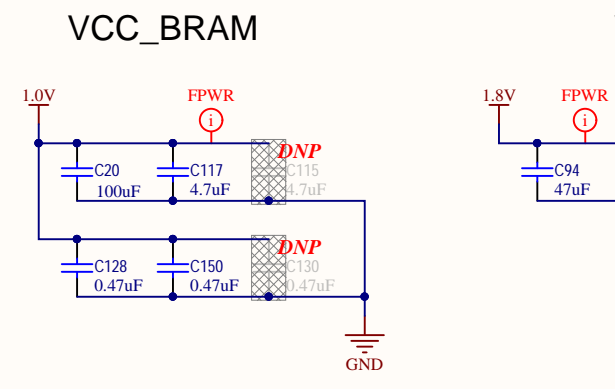 VCC_BRAM
1.0V
FPWR
i
1.8V
FPWR
i
C20
100uF
C117
4.7uF
DNP
C115
4.7uF
C94
47uF
C128
0.47uF
C150
0.47uF
DNP
C130
0.47uF
GND